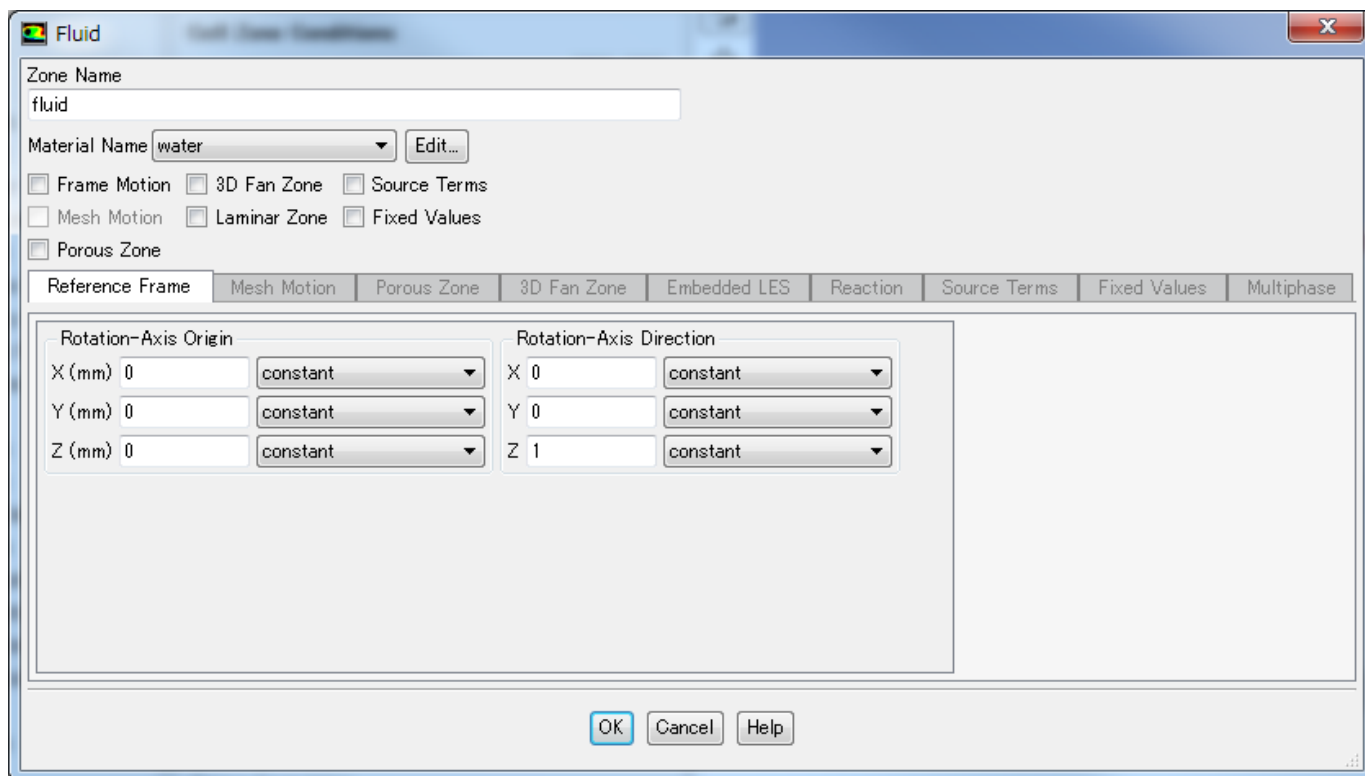 Fluid
Zone Name
fluid
Material Name water Edit...
Frame Motion 3D Fan Zone Source Terms
Mesh Motion Laminar Zone Fixed Values
Porous Zone
Reference Frame Mesh Motion Porous Zone 3D Fan Zone Embedded LES Reaction Source Terms Fixed Values Multiphase
Rotation-Axis Origin Rotation-Axis Direction
X (mm) 0 constant X 0 constant
Y (mm) 0 constant Y 0 constant
Z (mm) 0 constant Z 1 constant
OK Cancel Help